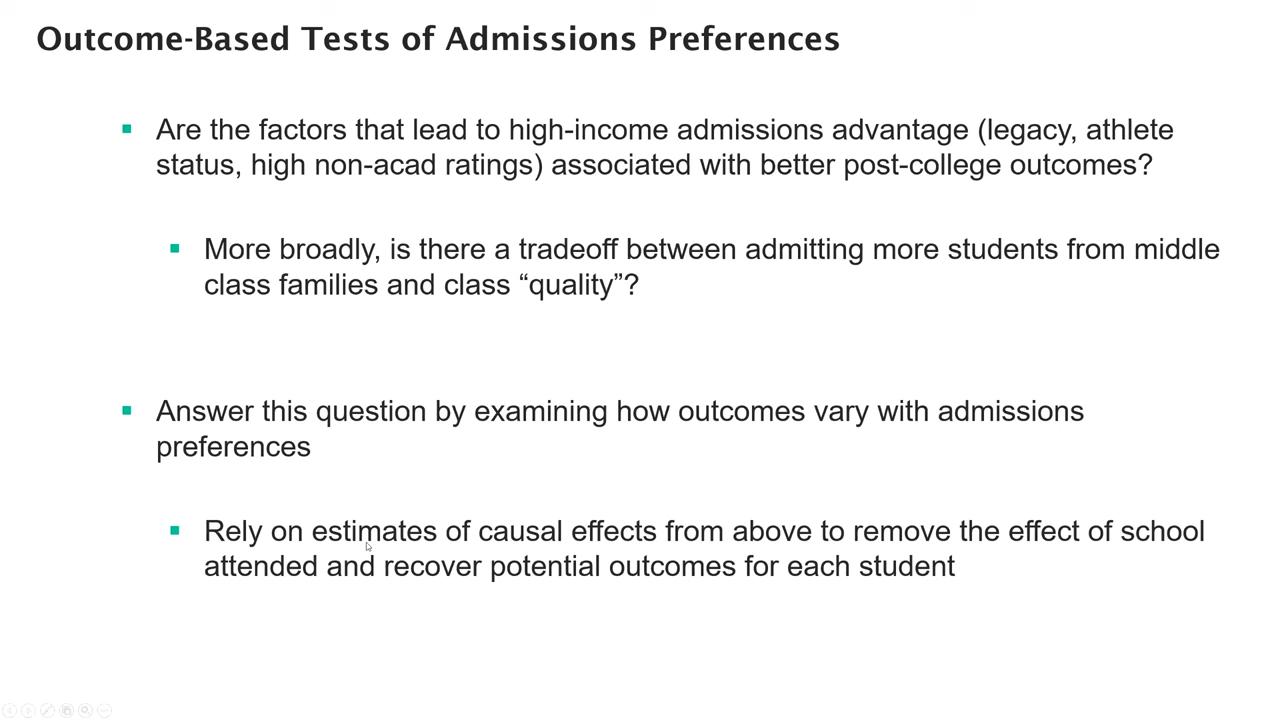 Outcome-Based Tests of Admissions Preferences
Are the factors that lead to high-income admissions advantage (legacy, athlete
status, high non-acad ratings) associated with better post-college outcomes?
More broadly, is there a tradeoff between admitting more students from middle
class families and class “quality”?
Answer this question by examining how outcomes vary with admissions
preferences
Rely on estimates of causal effects from above to remove the effect of school
attended and recover potential outcomes for each student